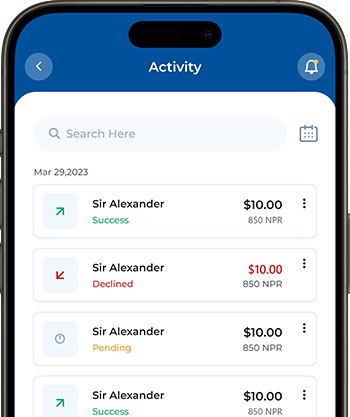 Activity
Search Here
Mar 29,2023
Sir Alexander $10.00
Success 850 NPR
Sir Alexander $10.00
Declined 850 NPR
Sir Alexander $10.00
Pending 850 NPR
Sir Alexander $10.00
Success 850 NPR